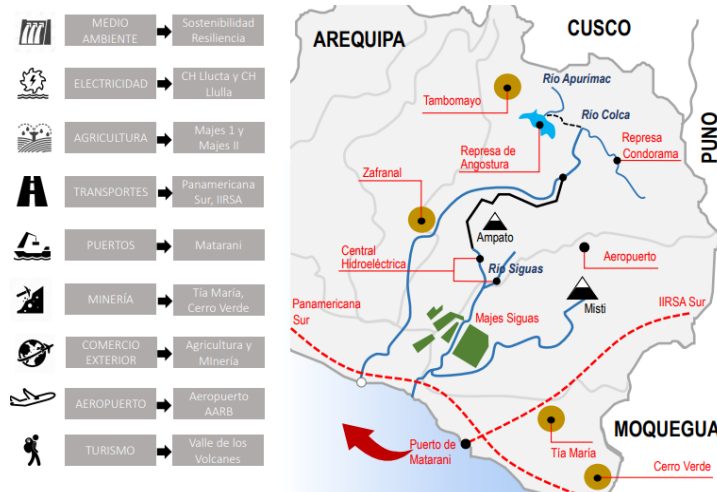 MEDIO
AMBIENTE
Sostenibilidad
Resiliencia
ELECTRICIDAD
CH Llucta y CH
Llulla
AGRICULTURA
Majes 1 y
Majes II
TRANSPORTES
Panamericana
Sur, IIRSA
PUERTOS
Matarani
MINERÍA
Tía María,
Cerro Verde
COMERCIO
EXTERIOR
Agricultura y
MInería
AEROPUERTO
Aeropuerto
AARB
TURISMO
Valle de los
Volcanes
AREQUIPA
CUSCO
PUNO
MOQUEGUA
Río Apurimac
Tambomayo
Río Colca
Represa
de Angostura
Represa
Condorama
Zafranal
Ampato
Central
Hidroeléctrica
Río Siguas
Aeropuerto
Panamericana
Sur
Majes Siguas
Misti
IIRSA Sur
Puerto de
Matarani
Tía María
Cerro Verde